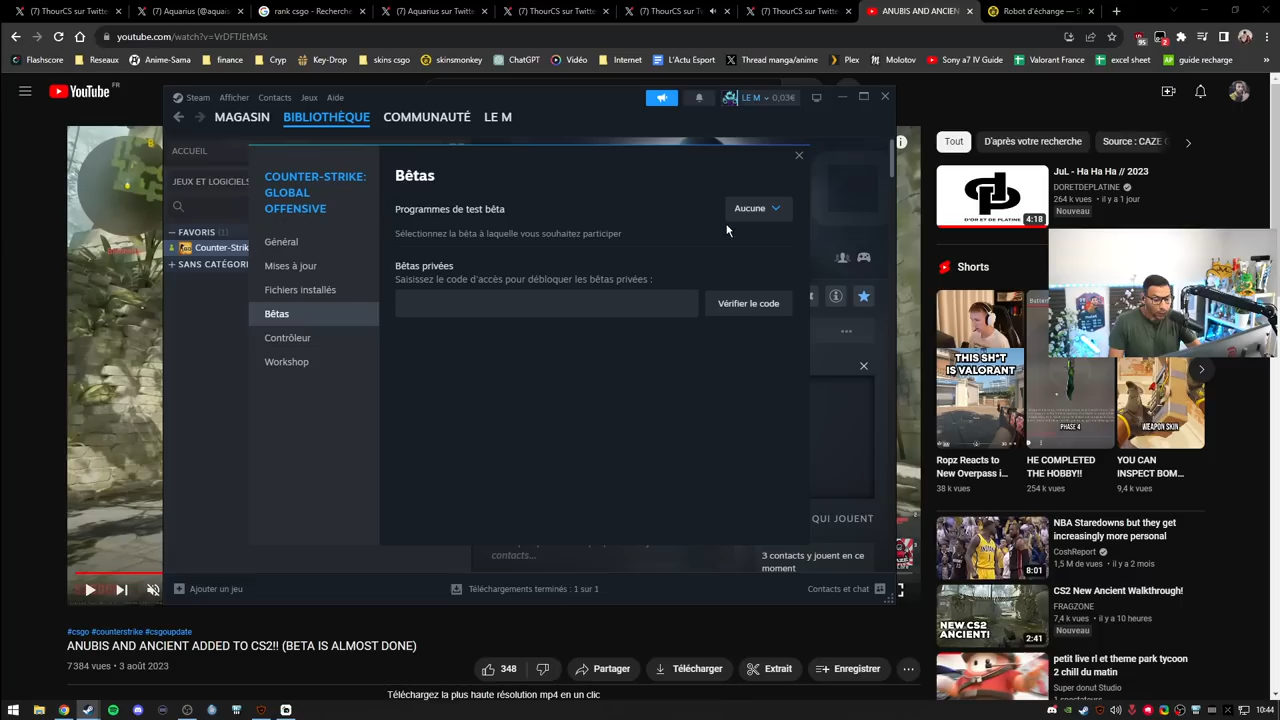 (7) ThourCS sur Twitte
Aquarius (@aquais
rank csgo - Recherche
(7) Aquarius sur Twitt
(7) ThourCS sur Tw
(7) ThourCS sur T
(7) ThourCS sur Twitte
ANUBIS AND ANCIEN
Robot d'échange — S
youtube.com/watch?v=VrDFTJEtMSk
95
2
Flashscore
Reseaux
Anime-Sama
finance
Cryp
Key-Drop
skins csgo
skinsmonkey
ChatGPT
Vidéo
Internet
L'Actu Esport
Thread manga/anime
Plex
Sony a7 IV Guide
Valorant France
excel sheet
guide recharge
YouTube
FR
Steam
Afficher
Contacts
Jeux
Aide
LE M
0,03€
MAGASIN
BIBLIOTHÈQUE
COMMUNAUTÉ
LE M
ACCUEIL
JEUX ET LOGICIELS
FAVORIS (1)
Counter-Strik
SANS CATÉGORI
COUNTER-STRIKE:
GLOBAL
OFFENSIVE
Général
Mises à jour
Fichiers installés
Bêtas
Contrôleur
Workshop
Bêtas
Programmes de test bêta
Aucune
Sélectionnez la bêta à laquelle vous souhaitez participer
Bêtas privées
Saisissez le code d'accès pour débloquer les bêtas privées :
Vérifier le code
QUI JOUENT
contacts...
3 contacts y jouent en ce
moment
Ajouter un jeu
Téléchargements terminés : 1 sur 1
Contacts et chat
#csgo #counterstrike #csgoupdate
ANUBIS AND ANCIENT ADDED TO CS2!! (BETA IS ALMOST DONE)
7 384 vues • 3 août 2023
348
Partager
Télécharger
Extrait
Enregistrer
Téléchargez la plus haute résolution mp4 en un clic
Tout
D'après votre recherche
Source : CAZE
D'OR ET DE PLATINE
4:18
JuL - Ha Ha Ha // 2023
DORETDEPLATINE
264 k vues • il y a 1 jour
Nouveau
Shorts
THIS SH*T
IS VALORANT
PHASE 4
WEAPON SKIN
Ropz Reacts to
New Overpass i...
38 k vues
HE COMPLETED
THE HOBBY!!
254 k vues
YOU CAN
INSPECT BOM...
9,4 k vues
8:01
NBA Staredowns but they get
increasingly more personal
CoshReport
1,5 M de vues • il y a 2 mois
NEW CS2
ANCIENT!
2:41
CS2 New Ancient Walkthrough!
FRAGZONE
7,4 k vues • il y a 10 heures
Nouveau
petit live rl et theme park tycoon
2 chill du matin
Super donut Studio
10:44